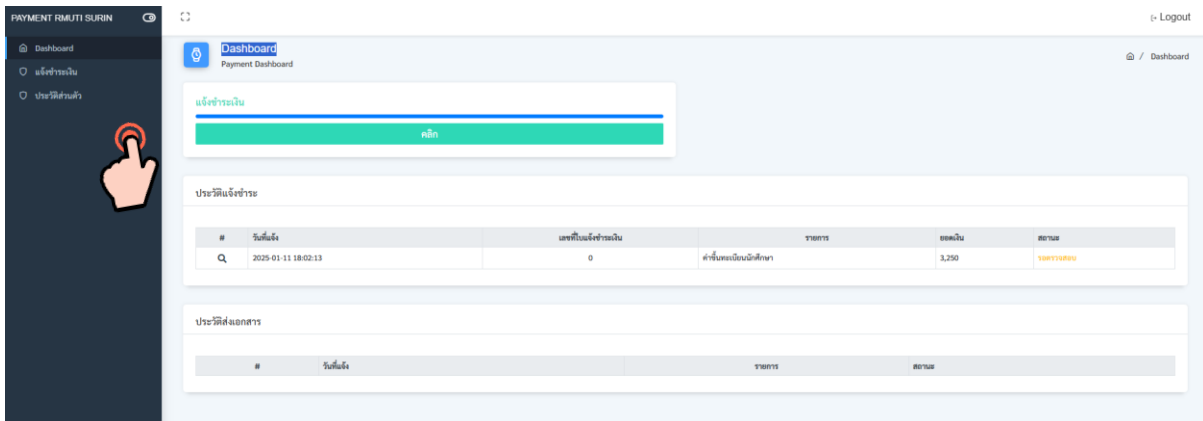 PAYMENT RMUTI SURIN
Logout
Dashboard
แจ้งชำระเงิน
ประวัติส่วนตัว
Dashboard
Payment Dashboard
/ Dashboard
แจ้งชำระเงิน
คลิก
ประวัติแจ้งชำระ
# วันที่แจ้ง เลขที่ใบแจ้งชำระเงิน รายการ ยอดเงิน สถานะ
2025-01-11 18:02:13 0 ค่าขึ้นทะเบียนนักศึกษา 3,250 รอตรวจสอบ
ประวัติส่งเอกสาร
# วันที่แจ้ง รายการ สถานะ